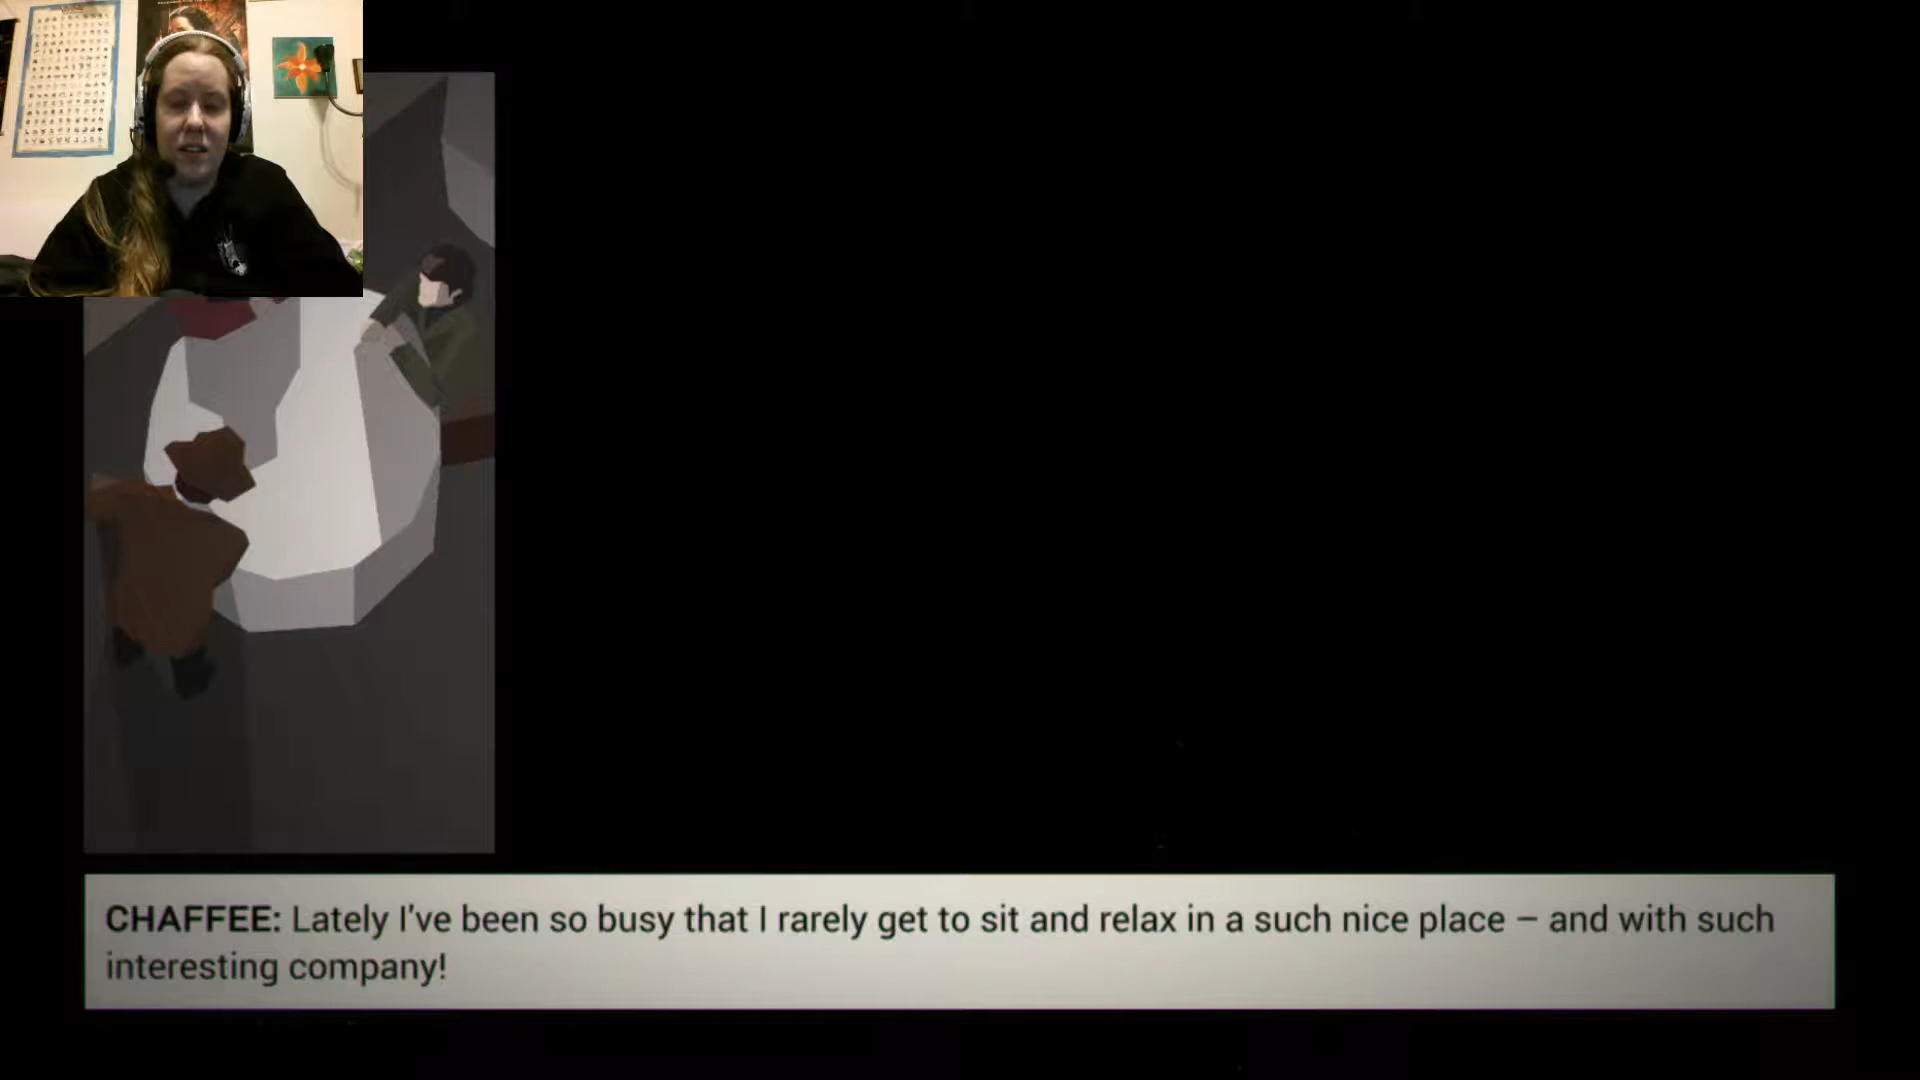 CHAFFEE: Lately I've been so busy that I rarely get to sit and relax in a such nice place – and with such
interesting company!